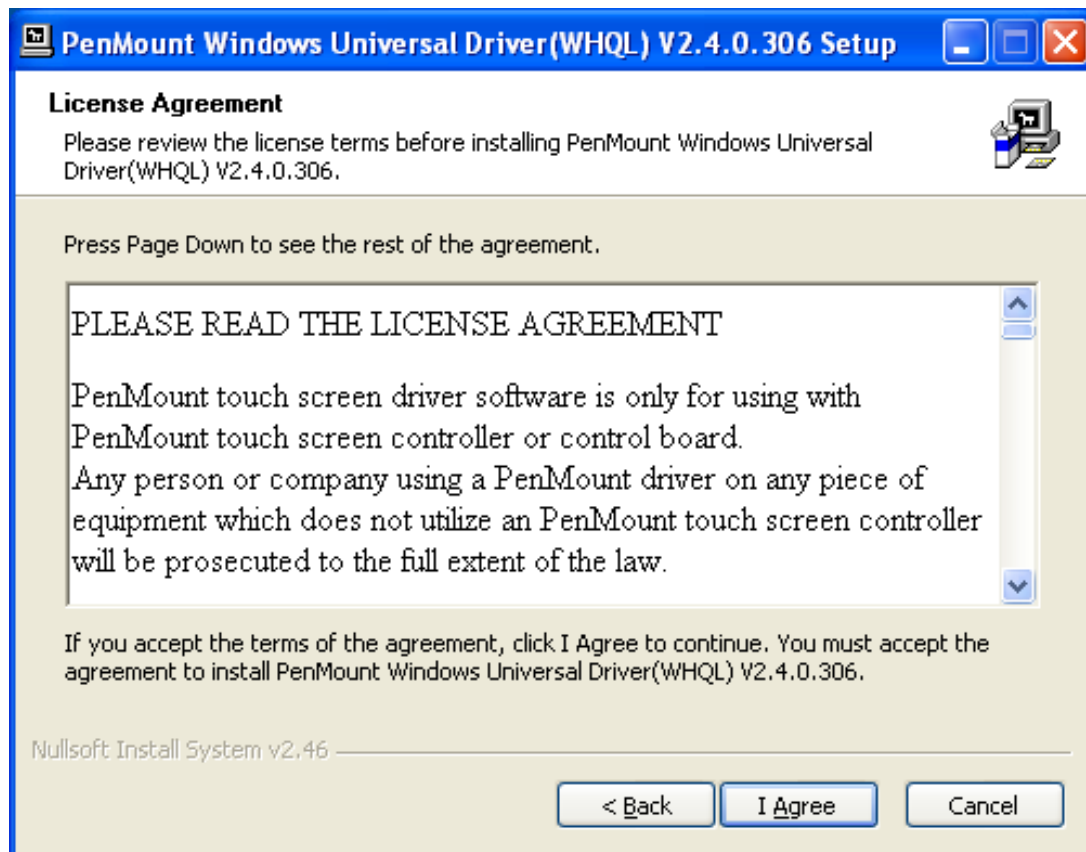 PenMount Windows Universal Driver(WHQL) V2.4.0.306 Setup
License Agreement
Please review the license terms before installing PenMount Windows Universal
Driver(WHQL) V2.4.0.306.
Press Page Down to see the rest of the agreement.
PLEASE READ THE LICENSE AGREEMENT
PenMount touch screen driver software is only for using with
PenMount touch screen controller or control board.
Any person or company using a PenMount driver on any piece of
equipment which does not utilize an PenMount touch screen controller
will be prosecuted to the full extent of the law.
If you accept the terms of the agreement, click I Agree to continue. You must accept the
agreement to install PenMount Windows Universal Driver(WHQL) V2.4.0.306.
Nullsoft Install System v2.46
< Back I Agree Cancel